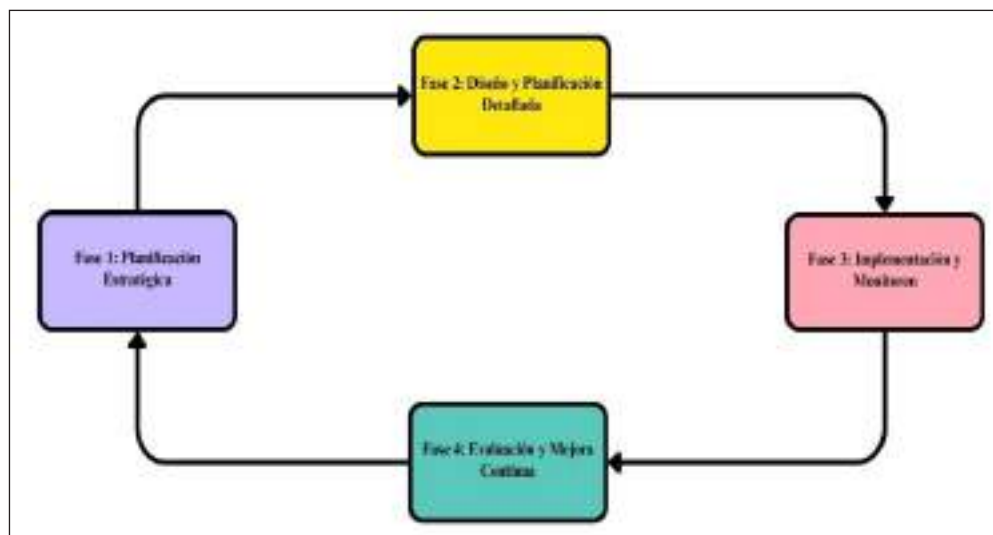 Fase 2: Diseño y Planificación
Detallada
Fase 1: Planificación
Estratégica
Fase 3: Implementación y
Monitoreo
Fase 4: Evaluación y Mejora
Continua